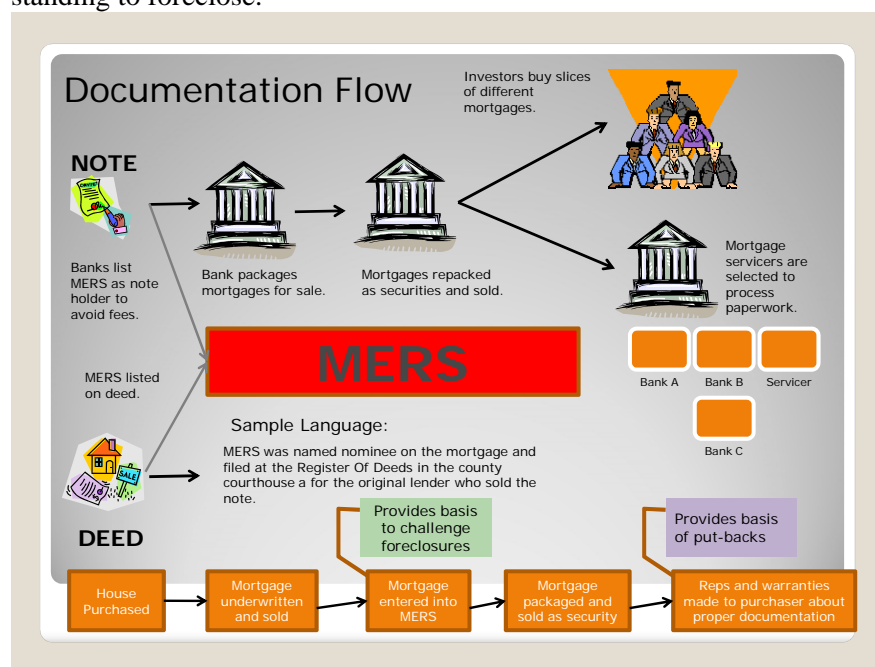 standing to foreclose.
Documentation Flow
Investors buy slices
of different
mortgages.
NOTE
Banks list
MERS as note
holder to
avoid fees.
Bank packages
mortgages for sale.
Mortgages repacked
as securities and sold.
Mortgage
servicers are
selected to
process
paperwork.
MERS
Bank A
Bank B
Servicer
Bank C
MERS listed
on deed.
SALE
Sample Language:
MERS was named nominee on the mortgage and
filed at the Register Of Deeds in the county
courthouse a for the original lender who sold the
note.
DEED
Provides basis
to challenge
foreclosures
Provides basis
of put-backs
House
Purchased
Mortgage
underwritten
and sold
Mortgage
entered into
MERS
Mortgage
packaged and
sold as security
Reps and warranties
made to purchaser about
proper documentation